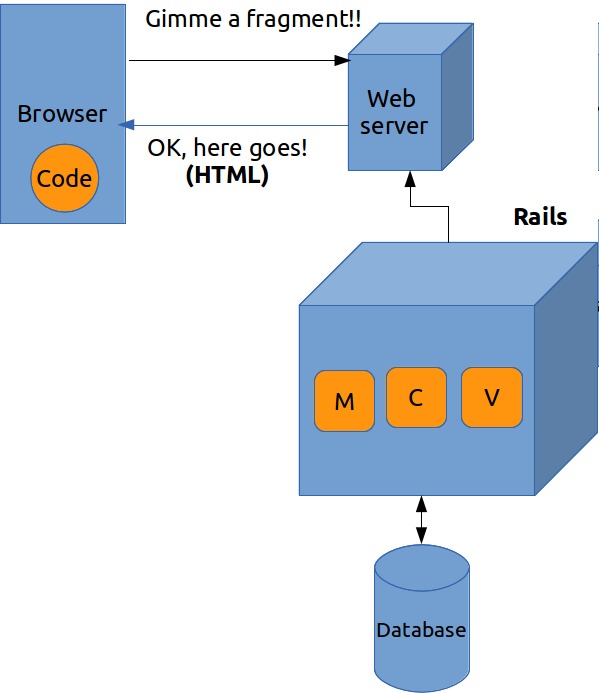 Gimme a fragment!!
Browser
Code
Web
server
OK, here goes!
(HTML)
Rails
M
C
V
Database